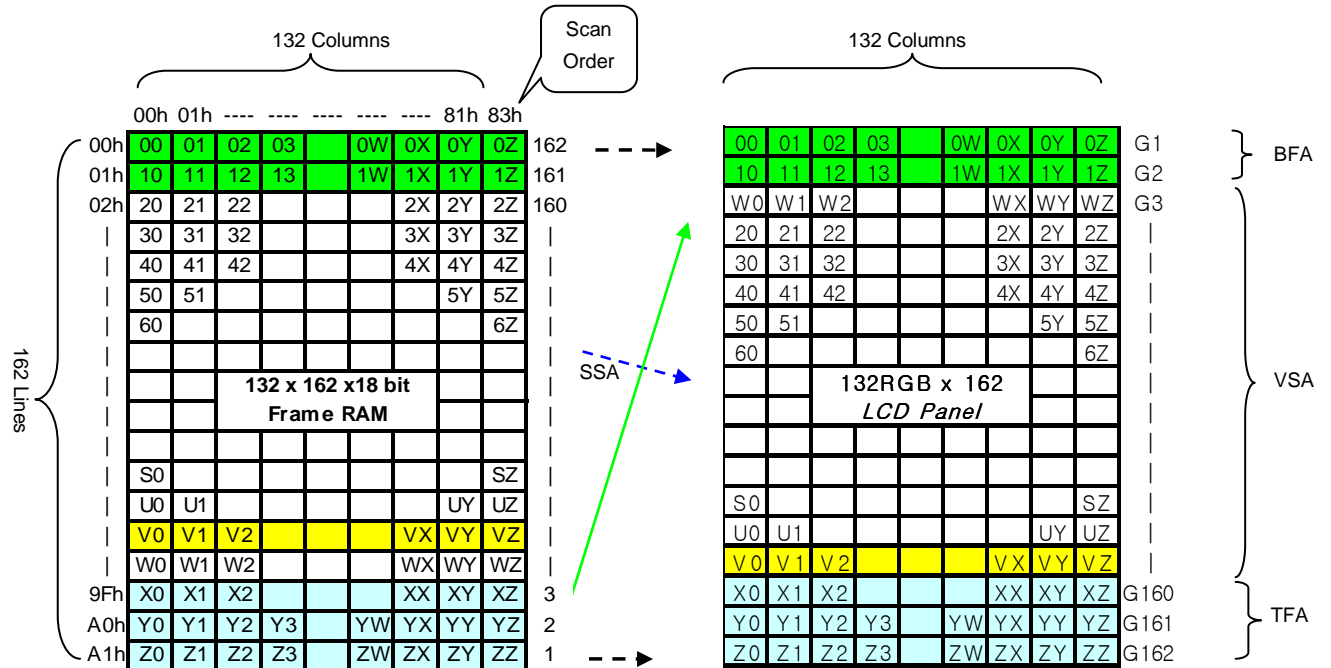 132 Columns
Scan Order
132 Columns
00h 01h ---- ---- ---- ---- ---- 81h 83h
00h 00 01 02 03 0W 0X 0Y 0Z 162
00 01 02 03 0W 0X 0Y 0Z G1
BFA
01h 10 11 12 13 1W 1X 1Y 1Z 161
10 11 12 13 1W 1X 1Y 1Z G2
02h 20 21 22 2X 2Y 2Z 160
W0 W1 W2 WX WY WZ G3
30 31 32 3X 3Y 3Z
20 21 22 2X 2Y 2Z
40 41 42 4X 4Y 4Z
30 31 32 3X 3Y 3Z
50 51 5Y 5Z
40 41 42 4X 4Y 4Z
60 6Z
50 51 5Y 5Z
60 6Z
162 Lines
132 x 162 x18 bit
Frame RAM
SSA
132RGB x 162
LCD Panel
VSA
S0 SZ
U0 U1 UY UZ
S0 SZ
V0 V1 V2 VX VY VZ
U0 U1 UY UZ
W0 W1 W2 WX WY WZ
V0 V1 V2 VX VY VZ
9Fh X0 X1 X2 XX XY XZ 3
X0 X1 X2 XX XY XZ G160
A0h Y0 Y1 Y2 Y3 YW YX YY YZ 2
Y0 Y1 Y2 Y3 YW YX YY YZ G161
TFA
A1h Z0 Z1 Z2 Z3 ZW ZX ZY ZZ 1
Z0 Z1 Z2 Z3 ZW ZX ZY ZZ G162